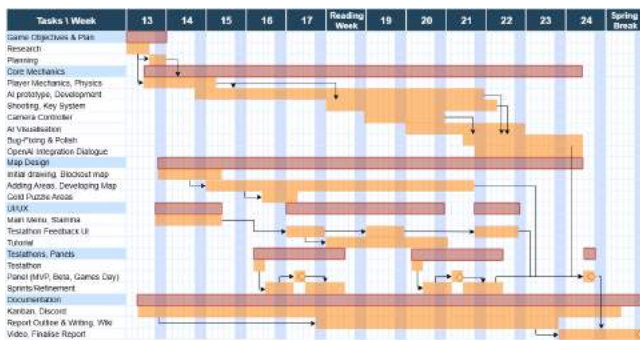 Tasks \ Week 13 14 15 16 17 Reading Week 19 20 21 22 23 24 Spring Break
Game Objectives & Plan
Research
Planning
Core Mechanics
Player Mechanics, Physics
AI prototype, Development
Shooting, Key System
Camera Controller
AI Visualisation
Bug-Fixing & Polish
OpenAI Integration Dialogue
Map Design
Initial drawing, Blockout map
Adding Areas, Developing Map
Gold Puzzle Areas
UI/UX
Main Menu, Stamina
Testathon Feedback UI
Tutorial
Testathons, Panels
Testathon
Panel (MVP, Beta, Games Day)
Sprints/Refinement
Documentation
Kanban, Discord
Report Outline & Writing, Wiki
Video, Finalise Report